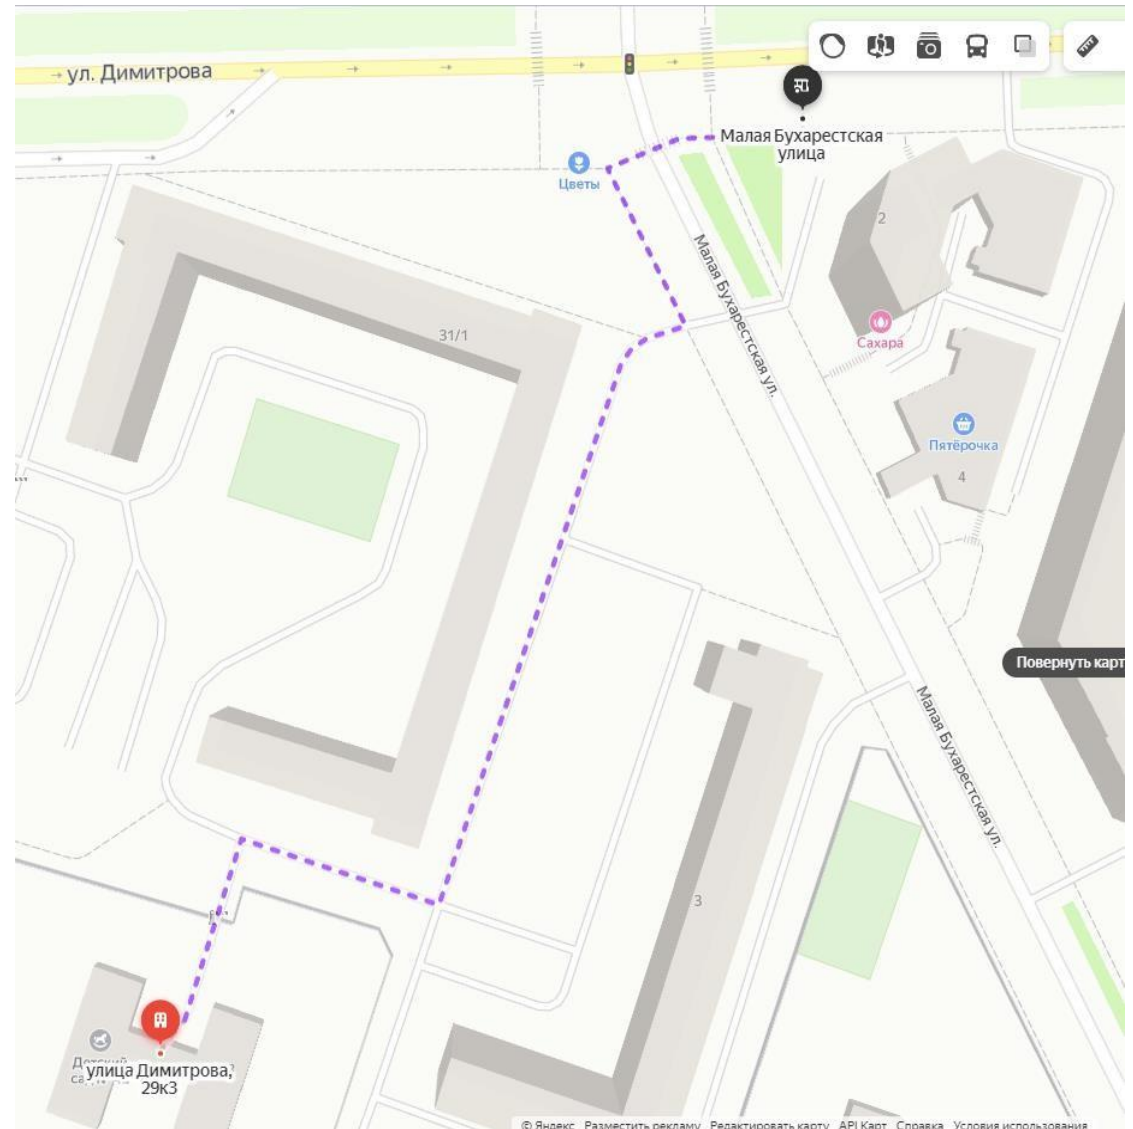 ул. Димитрова
Малая Бухарестская
улица
Цветы
2
Малая Бухарестская ул.
31/1
Сахара
Пятёрочка
4
Повернуть карт
Малая Бухарестская ул.
3
Детский
улица Димитрова,
29к3
© Яндекс Разместить рекламу Редактировать карту API Карт Справка Условия использования